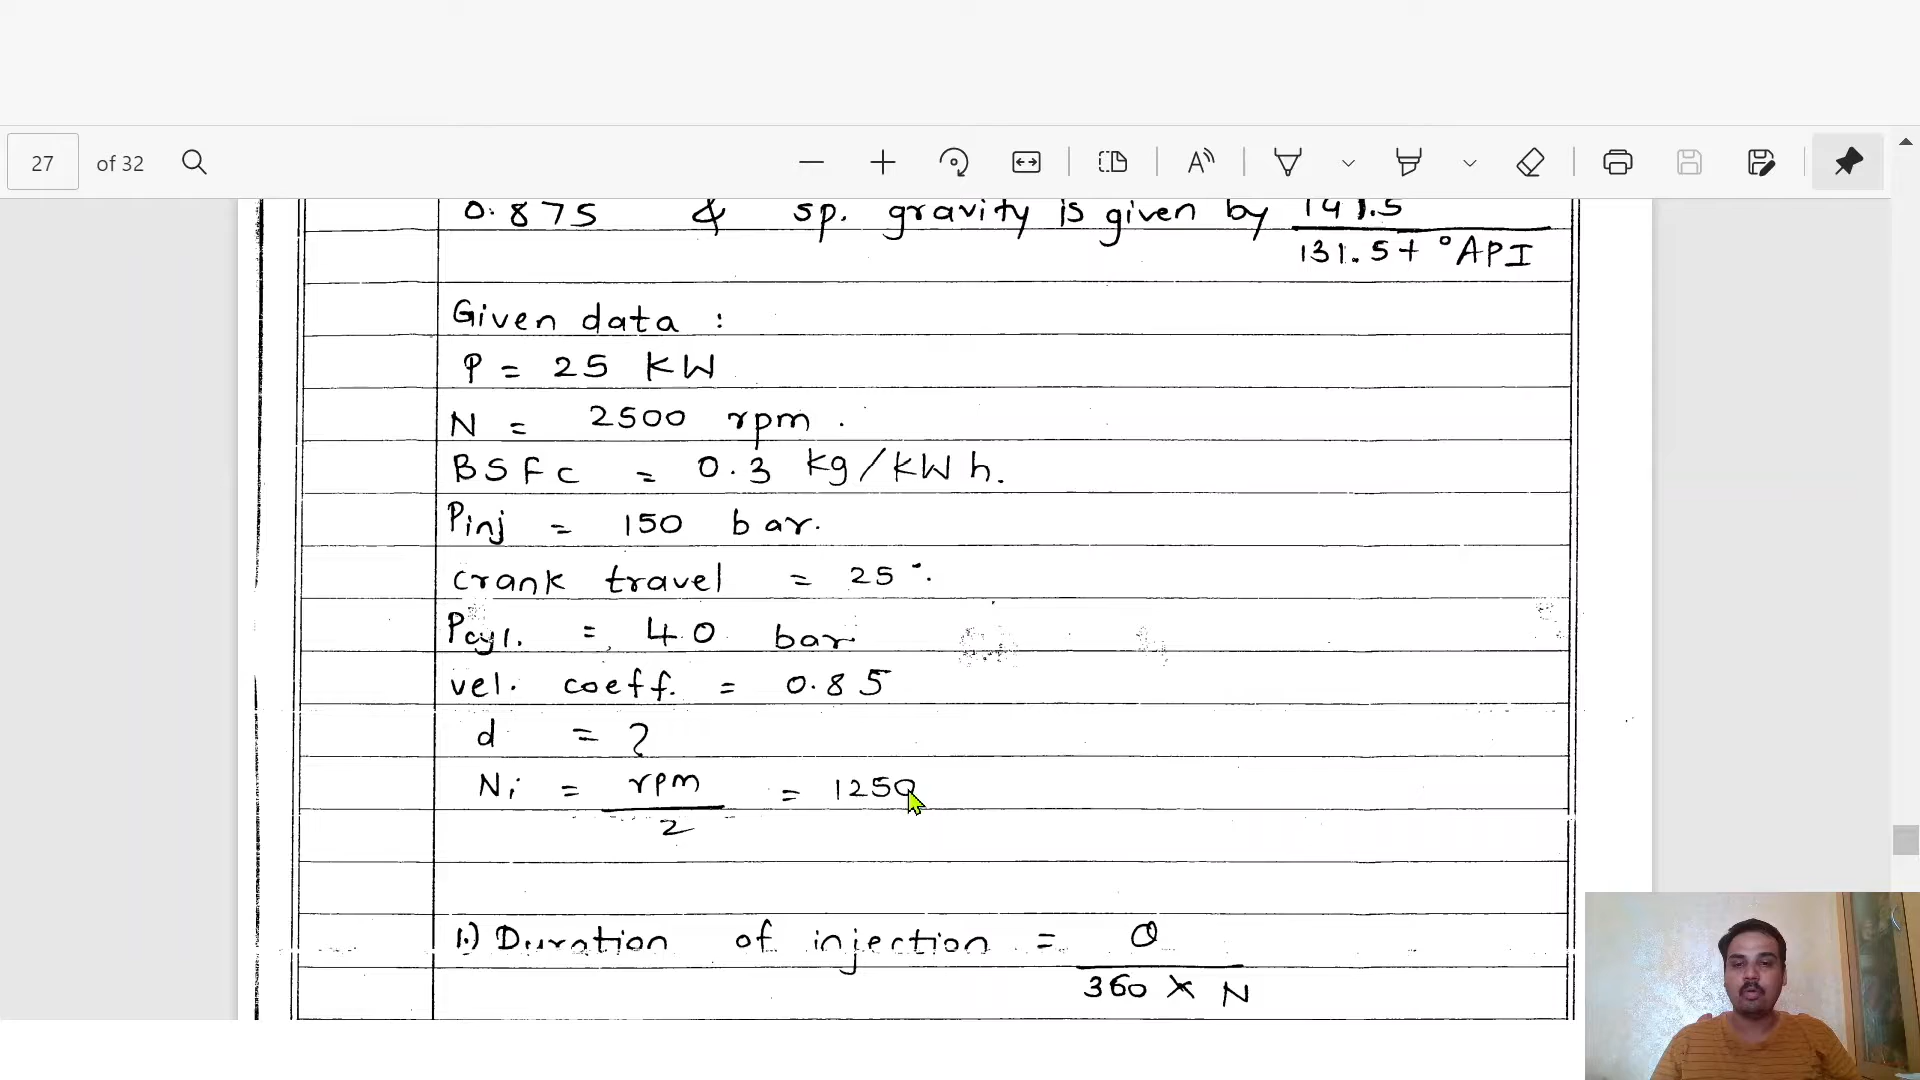 27 of 32
0.875 & sp. gravity is given by 141.5
131.5 + °API
Given data :
P = 25 KW
N = 2500 rpm.
BSFC = 0.3 Kg/KWh.
Pinj = 150 bar.
crank travel = 25°.
Pcyl. = 40 bar
vel. coeff. = 0.85
d = ?
Ni = rpm = 1250
2
1.) Duration of injection = θ
360 × N